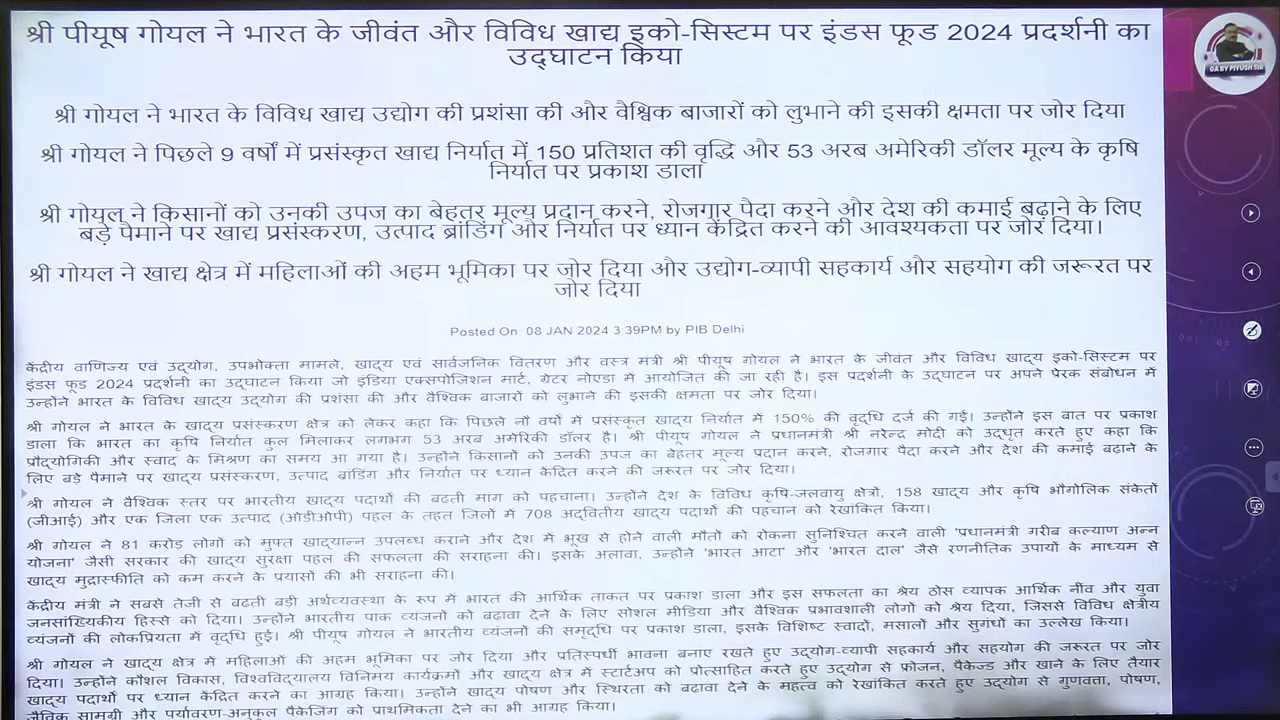 श्री पीयूष गोयल ने भारत के जीवंत और विविध खाद्य इको-सिस्टम पर इंडस फूड 2024 प्रदर्शनी का
उद्घाटन किया
श्री गोयल ने भारत के विविध खाद्य उद्योग की प्रशंसा की और वैश्विक बाजारों को लुभाने की इसकी क्षमता पर जोर दिया
श्री गोयल ने पिछले 9 वर्षों में प्रसंस्कृत खाद्य निर्यात में 150 प्रतिशत की वृद्धि और 53 अरब अमेरिकी डॉलर मूल्य के कृषि
निर्यात पर प्रकाश डाला
श्री गोयल ने किसानों को उनकी उपज का बेहतर मूल्य प्रदान करने, रोजगार पैदा करने और देश की कमाई बढ़ाने के लिए
बड़े पैमाने पर खाद्य प्रसंस्करण, उत्पाद ब्रांडिंग और निर्यात पर ध्यान केंद्रित करने की आवश्यकता पर जोर दिया।
श्री गोयल ने खाद्य क्षेत्र में महिलाओं की अहम भूमिका पर जोर दिया और उद्योग-व्यापी सहकार्य और सहयोग की जरूरत पर
जोर दिया
Posted On: 08 JAN 2024 3:39PM by PIB Delhi
केंद्रीय वाणिज्य एवं उद्योग, उपभोक्ता मामले, खाद्य एवं सार्वजनिक वितरण और वस्त्र मंत्री श्री पीयूष गोयल ने भारत के जीवंत और विविध खाद्य इको-सिस्टम पर
इंडस फूड 2024 प्रदर्शनी का उद्घाटन किया जो इंडिया एक्सपोज़िशन मार्ट, ग्रेटर नोएडा में आयोजित की जा रही है। इस प्रदर्शनी के उद्घाटन पर अपने प्रेरक संबोधन में
उन्होंने भारत के विविध खाद्य उद्योग की प्रशंसा की और वैश्विक बाजारों को लुभाने की इसकी क्षमता पर जोर दिया।
श्री गोयल ने भारत के खाद्य प्रसंस्करण क्षेत्र को लेकर कहा कि पिछले नौ वर्षों में प्रसंस्कृत खाद्य निर्यात में 150% की वृद्धि दर्ज की गई। उन्होंने इस बात पर प्रकाश
डाला कि भारत का कृषि निर्यात कुल मिलाकर लगभग 53 अरब अमेरिकी डॉलर है। श्री पीयूष गोयल ने प्रधानमंत्री श्री नरेन्द्र मोदी को उद्धृत करते हुए कहा कि
प्रौद्योगिकी और स्वाद के मिश्रण का समय आ गया है। उन्होंने किसानों को उनकी उपज का बेहतर मूल्य प्रदान करने, रोजगार पैदा करने और देश की कमाई बढ़ाने के
लिए बड़े पैमाने पर खाद्य प्रसंस्करण, उत्पाद ब्रांडिंग और निर्यात पर ध्यान केंद्रित करने की जरूरत पर जोर दिया।
श्री गोयल ने वैश्विक स्तर पर भारतीय खाद्य पदार्थों की बढ़ती मांग को पहचाना। उन्होंने देश के विविध कृषि-जलवायु क्षेत्रों, 158 खाद्य और कृषि भौगोलिक संकेतों
(जीआई) और एक जिला एक उत्पाद (ओडीओपी) पहल के तहत जिलों में 708 अद्वितीय खाद्य पदार्थों की पहचान को रेखांकित किया।
श्री गोयल ने 81 करोड़ लोगों को मुफ्त खाद्यान्न उपलब्ध कराने और देश में भूख से होने वाली मौतों को रोकना सुनिश्चित करने वाली 'प्रधानमंत्री गरीब कल्याण अन्न
योजना' जैसी सरकार की खाद्य सुरक्षा पहल की सफलता की सराहना की। इसके अलावा, उन्होंने 'भारत आटा' और 'भारत दाल' जैसे रणनीतिक उपायों के माध्यम से
खाद्य मुद्रास्फीति को कम करने के प्रयासों की भी सराहना की।
केंद्रीय मंत्री ने सबसे तेजी से बढ़ती बड़ी अर्थव्यवस्था के रूप में भारत की आर्थिक ताकत पर प्रकाश डाला और इस सफलता का श्रेय ठोस व्यापक आर्थिक नींव और युवा
जनसांख्यिकीय हिस्से को दिया। उन्होंने भारतीय पाक व्यंजनों को बढ़ावा देने के लिए सोशल मीडिया और वैश्विक प्रभावशाली लोगों को श्रेय दिया, जिससे विविध क्षेत्रीय
व्यंजनों की लोकप्रियता में वृद्धि हुई। श्री पीयूष गोयल ने भारतीय व्यंजनों की समृद्धि पर प्रकाश डाला, इसके विशिष्ट स्वादों, मसालों और सुगंधों का उल्लेख किया।
श्री गोयल ने खाद्य क्षेत्र में महिलाओं की अहम भूमिका पर जोर दिया और प्रतिस्पर्धी भावना बनाए रखते हुए उद्योग-व्यापी सहकार्य और सहयोग की जरूरत पर जोर
दिया। उन्होंने कौशल विकास, विश्वविद्यालय विनिमय कार्यक्रमों और खाद्य क्षेत्र में स्टार्टअप को प्रोत्साहित करते हुए उद्योग से फ्रोजन, पैकेज्ड और खाने के लिए तैयार
खाद्य पदार्थों पर ध्यान केंद्रित करने का आग्रह किया। उन्होंने खाद्य पोषण और स्थिरता को बढ़ावा देने के महत्व को रेखांकित करते हुए उद्योग से गुणवत्ता, पोषण,
जैविक सामग्री और पर्यावरण-अनुकूल पैकेजिंग को प्राथमिकता देने का भी आग्रह किया।
GA BY PIYUSH SIR